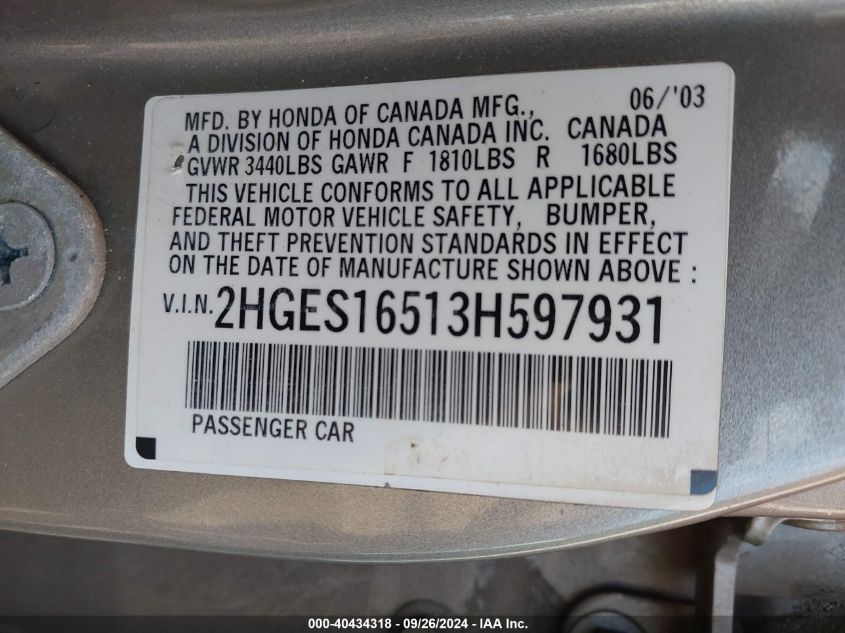 MFD. BY HONDA OF CANADA MFG., 06/'03
A DIVISION OF HONDA CANADA INC. CANADA
GVWR 3440LBS GAWR F 1810LBS R 1680LBS
THIS VEHICLE CONFORMS TO ALL APPLICABLE
FEDERAL MOTOR VEHICLE SAFETY, BUMPER,
AND THEFT PREVENTION STANDARDS IN EFFECT
ON THE DATE OF MANUFACTURE SHOWN ABOVE :
V.I.N. 2HGES16513H597931
PASSENGER CAR
000-40434318 - 09/26/2024 - IAA Inc.